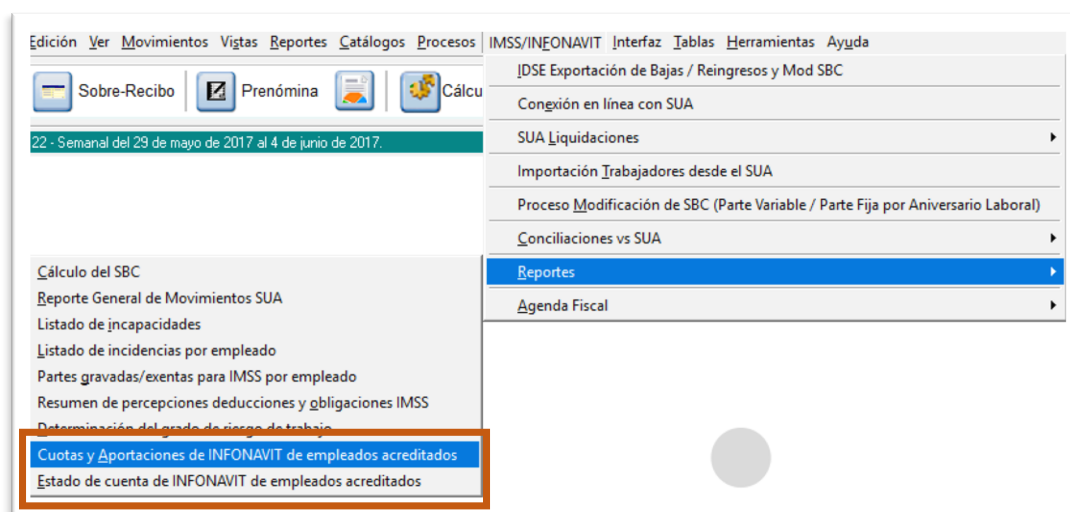 Edición Ver Movimientos Vistas Reportes Catálogos Procesos IMSS/INFONAVIT Interfaz Tablas Herramientas Ayuda
Sobre-Recibo Prenómina Cálcu
22 - Semanal del 29 de mayo de 2017 al 4 de junio de 2017.
IDSE Exportación de Bajas / Reingresos y Mod SBC
Conexión en línea con SUA
SUA Liquidaciones
Importación Trabajadores desde el SUA
Proceso Modificación de SBC (Parte Variable / Parte Fija por Aniversario Laboral)
Conciliaciones vs SUA
Reportes
Agenda Fiscal
Cálculo del SBC
Reporte General de Movimientos SUA
Listado de incapacidades
Listado de incidencias por empleado
Partes gravadas/exentas para IMSS por empleado
Resumen de percepciones deducciones y obligaciones IMSS
Determinación del grado de riesgo de trabajo
Cuotas y Aportaciones de INFONAVIT de empleados acreditados
Estado de cuenta de INFONAVIT de empleados acreditados